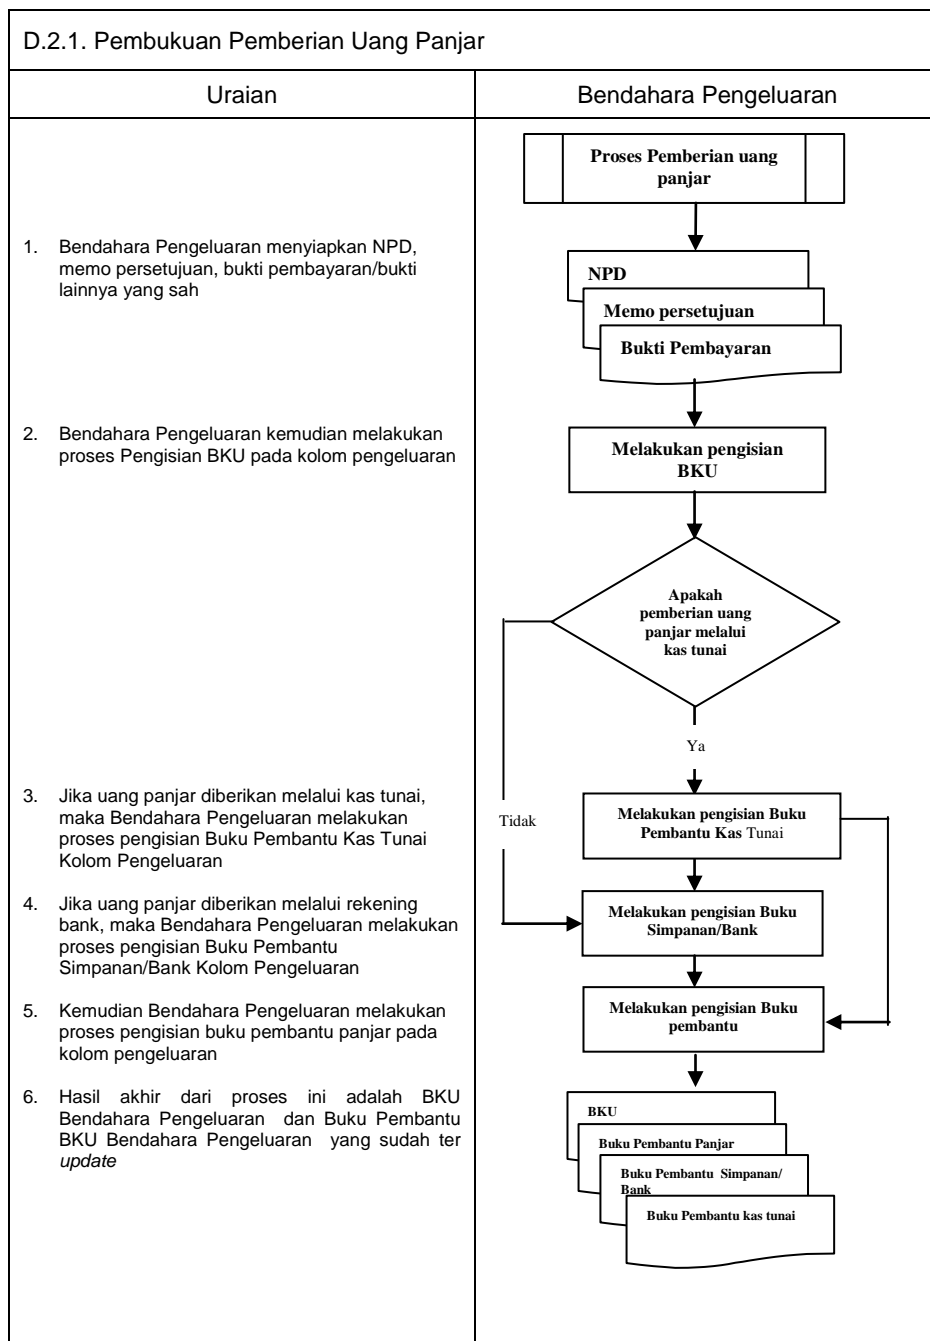 D.2.1. Pembukuan Pemberian Uang Panjar
Uraian
Bendahara Pengeluaran
1. Bendahara Pengeluaran menyiapkan NPD,
memo persetujuan, bukti pembayaran/bukti
lainnya yang sah
2. Bendahara Pengeluaran kemudian melakukan
proses Pengisian BKU pada kolom pengeluaran
3. Jika uang panjar diberikan melalui kas tunai,
maka Bendahara Pengeluaran melakukan
proses pengisian Buku Pembantu Kas Tunai
Kolom Pengeluaran
4. Jika uang panjar diberikan melalui rekening
bank, maka Bendahara Pengeluaran melakukan
proses pengisian Buku Pembantu
Simpanan/Bank Kolom Pengeluaran
5. Kemudian Bendahara Pengeluaran melakukan
proses pengisian buku pembantu panjar pada
kolom pengeluaran
6. Hasil akhir dari proses ini adalah BKU
Bendahara Pengeluaran dan Buku Pembantu
BKU Bendahara Pengeluaran yang sudah ter
update
Proses Pemberian uang
panjar
NPD
Memo persetujuan
Bukti Pembayaran
Melakukan pengisian
BKU
Apakah
pemberian uang
panjar melalui
kas tunai
Ya
Tidak
Melakukan pengisian Buku
Pembantu Kas Tunai
Melakukan pengisian Buku
Simpanan/Bank
Melakukan pengisian Buku
pembantu
BKU
Buku Pembantu Panjar
Buku Pembantu Simpanan/
Bank
Buku Pembantu kas tunai